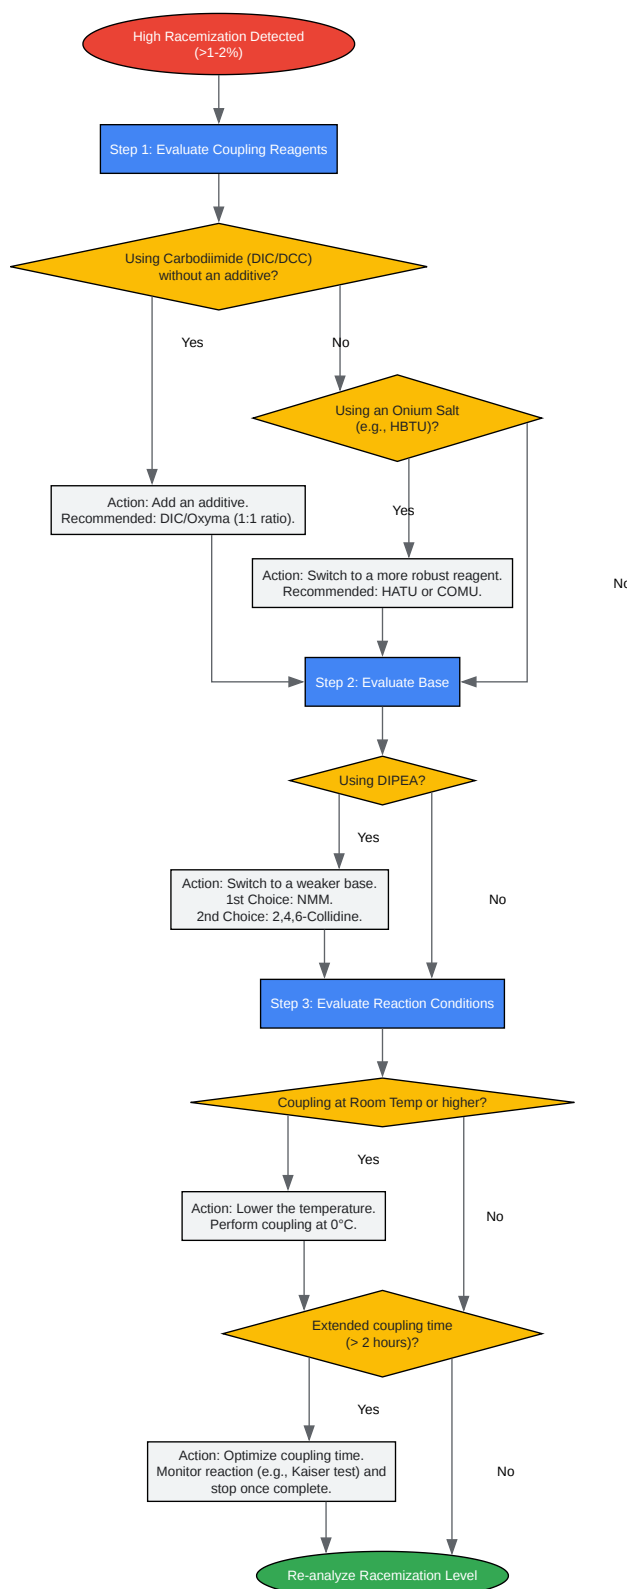 High Racemization Detected
(>1-2%)
Step 1: Evaluate Coupling Reagents
Using Carbodiimide (DIC/DCC)
without an additive?
Yes
No
Using an Onium Salt
(e.g., HBTU)?
Action: Add an additive.
Recommended: DIC/Oxyma (1:1 ratio).
Yes
Action: Switch to a more robust reagent.
Recommended: HATU or COMU.
No
Step 2: Evaluate Base
Using DIPEA?
Yes
Action: Switch to a weaker base.
1st Choice: NMM.
2nd Choice: 2,4,6-Collidine.
No
Step 3: Evaluate Reaction Conditions
Coupling at Room Temp or higher?
Yes
Action: Lower the temperature.
Perform coupling at 0°C.
No
Extended coupling time
(> 2 hours)?
Yes
Action: Optimize coupling time.
Monitor reaction (e.g., Kaiser test) and
stop once complete.
No
Re-analyze Racemization Level